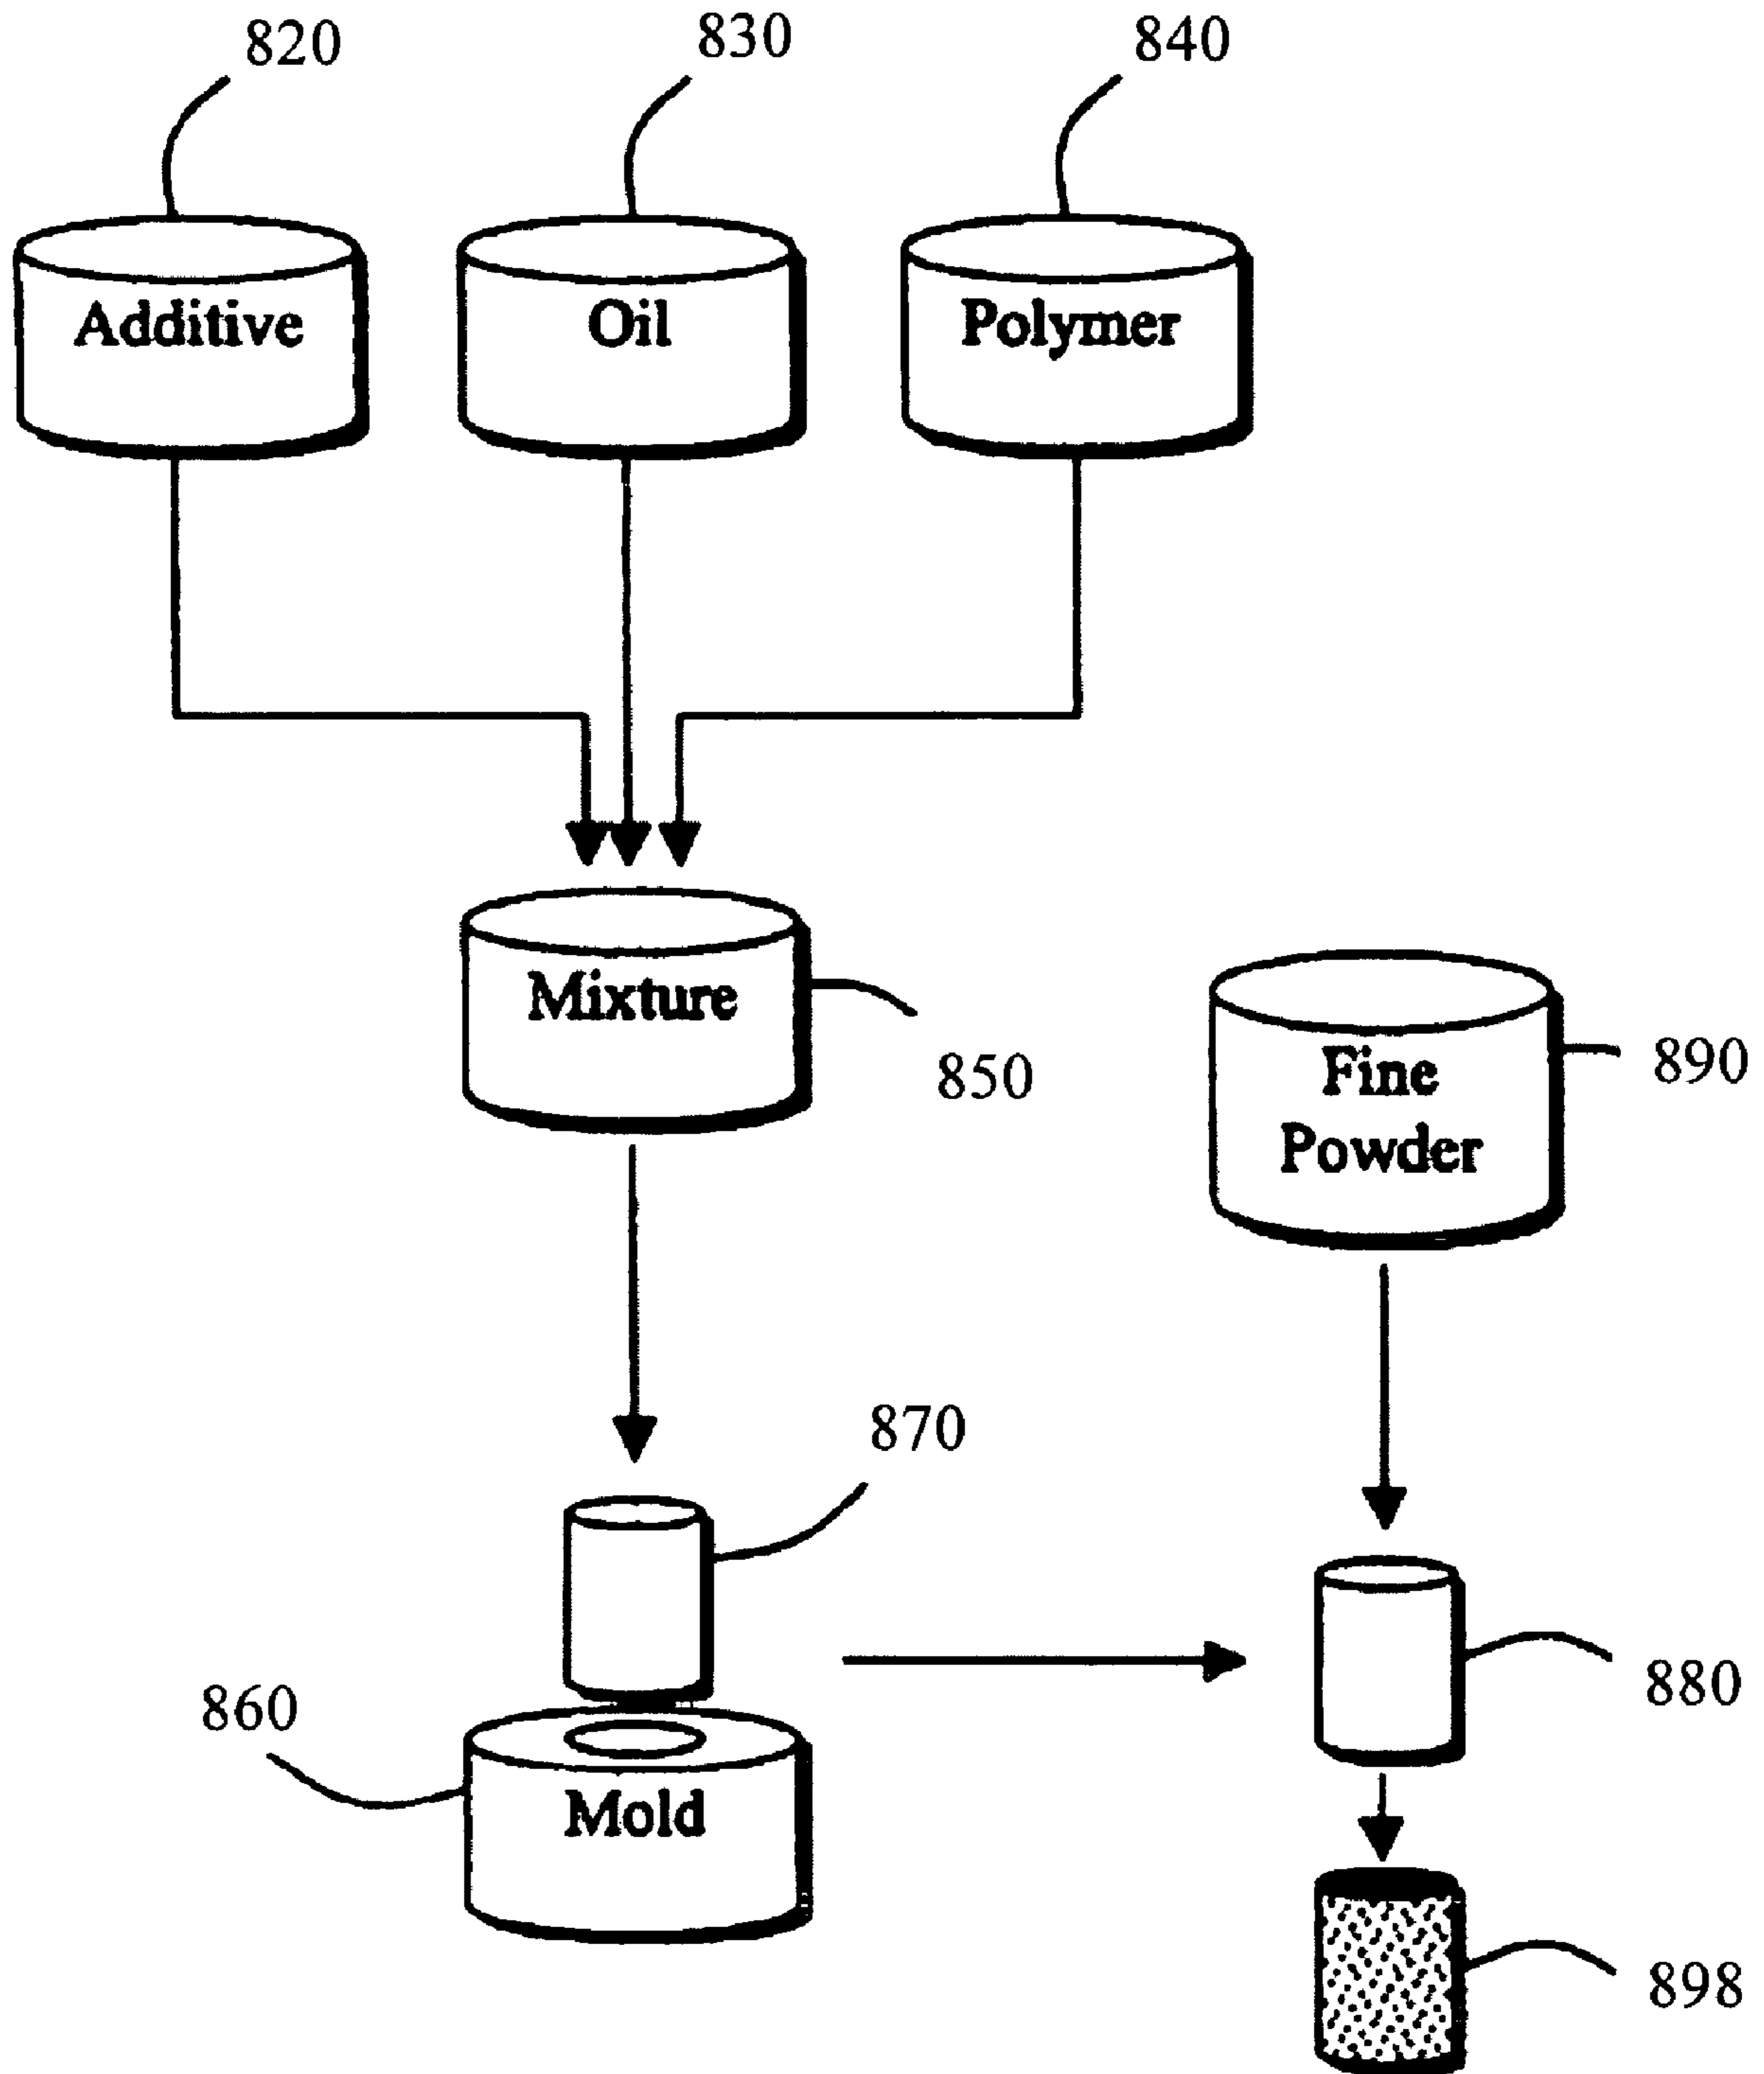 820
830
840
Additive
Oil
Polymer
Mixture
850
Fine
Powder
890
870
860
Mold
880
898